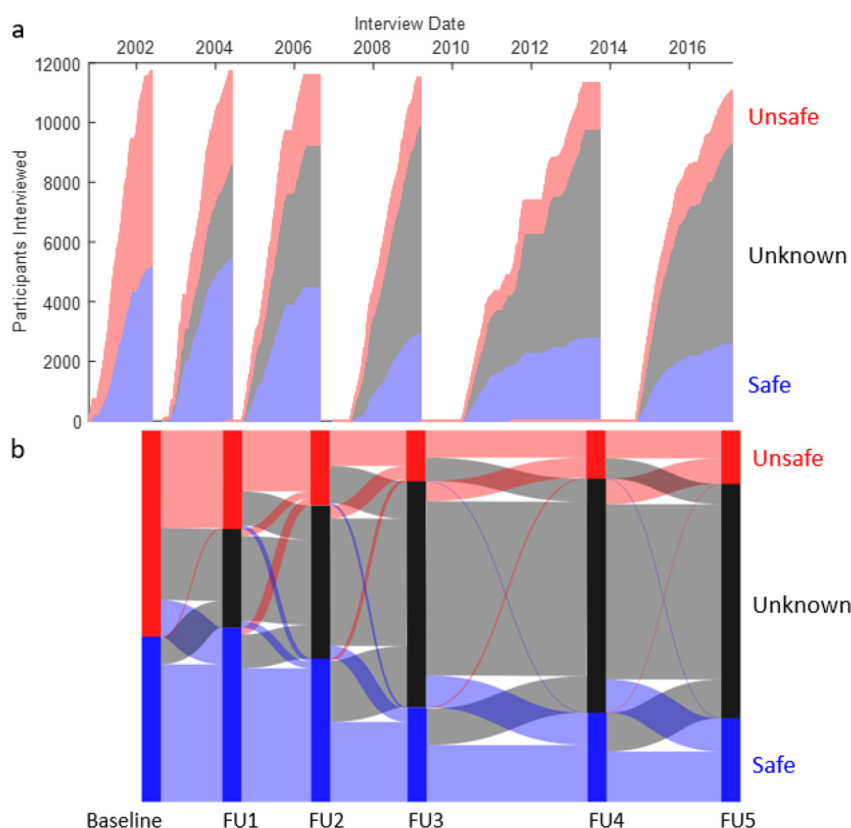 a
Interview Date
2002 2004 2006 2008 2010 2012 2014 2016
Participants Interviewed
12000
10000
8000
6000
4000
2000
0
Unsafe
Unknown
Safe
b
Unsafe
Unknown
Safe
Baseline FU1 FU2 FU3 FU4 FU5